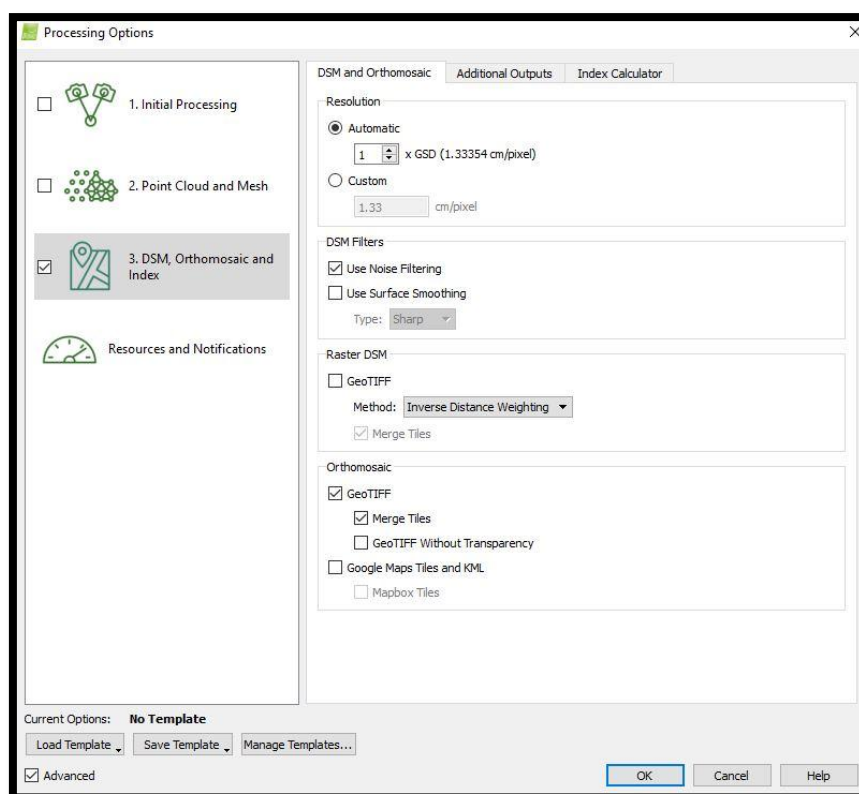 Processing Options
1. Initial Processing
2. Point Cloud and Mesh
3. DSM, Orthomosaic and
Index
Resources and Notifications
DSM and Orthomosaic Additional Outputs Index Calculator
Resolution
Automatic
1 x GSD (1.33354 cm/pixel)
Custom
1.33 cm/pixel
DSM Filters
Use Noise Filtering
Use Surface Smoothing
Type: Sharp
Raster DSM
GeoTIFF
Method: Inverse Distance Weighting
Merge Tiles
Orthomosaic
GeoTIFF
Merge Tiles
GeoTIFF Without Transparency
Google Maps Tiles and KML
Mapbox Tiles
Current Options: No Template
Load Template Save Template Manage Templates...
Advanced
OK Cancel Help